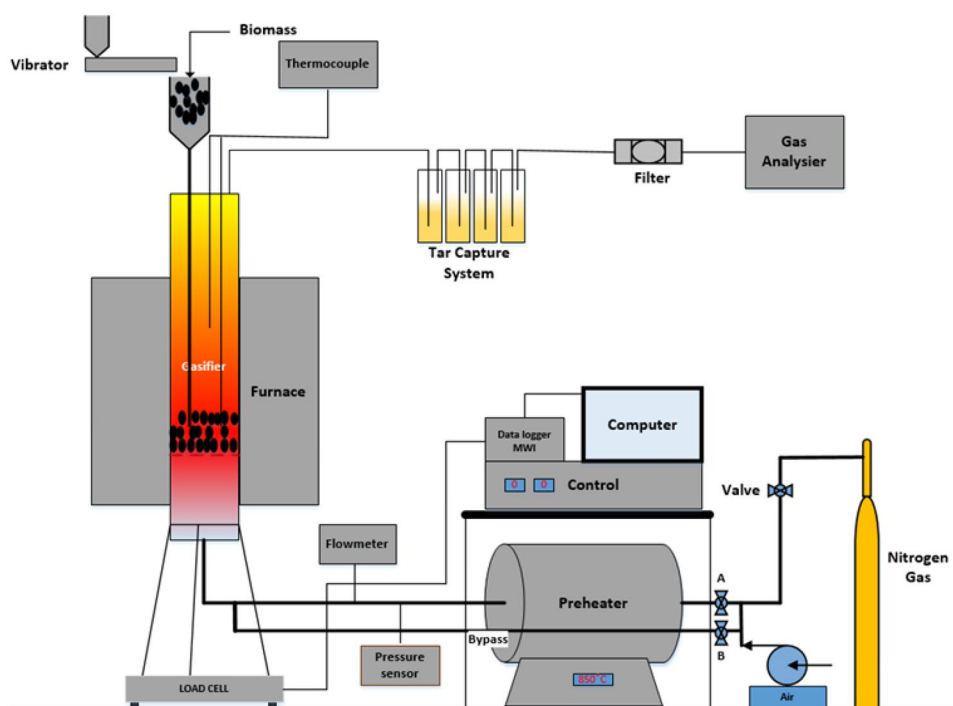 Biomass
Vibrator
Thermocouple
Gas
Analysier
Filter
Tar Capture
System
Gasifier
Furnace
Data logger
MWI
Computer
0 0
Control
Valve
Flowmeter
Nitrogen
Gas
A
Preheater
Bypass
B
Pressure
sensor
850°C
LOAD CELL
Air